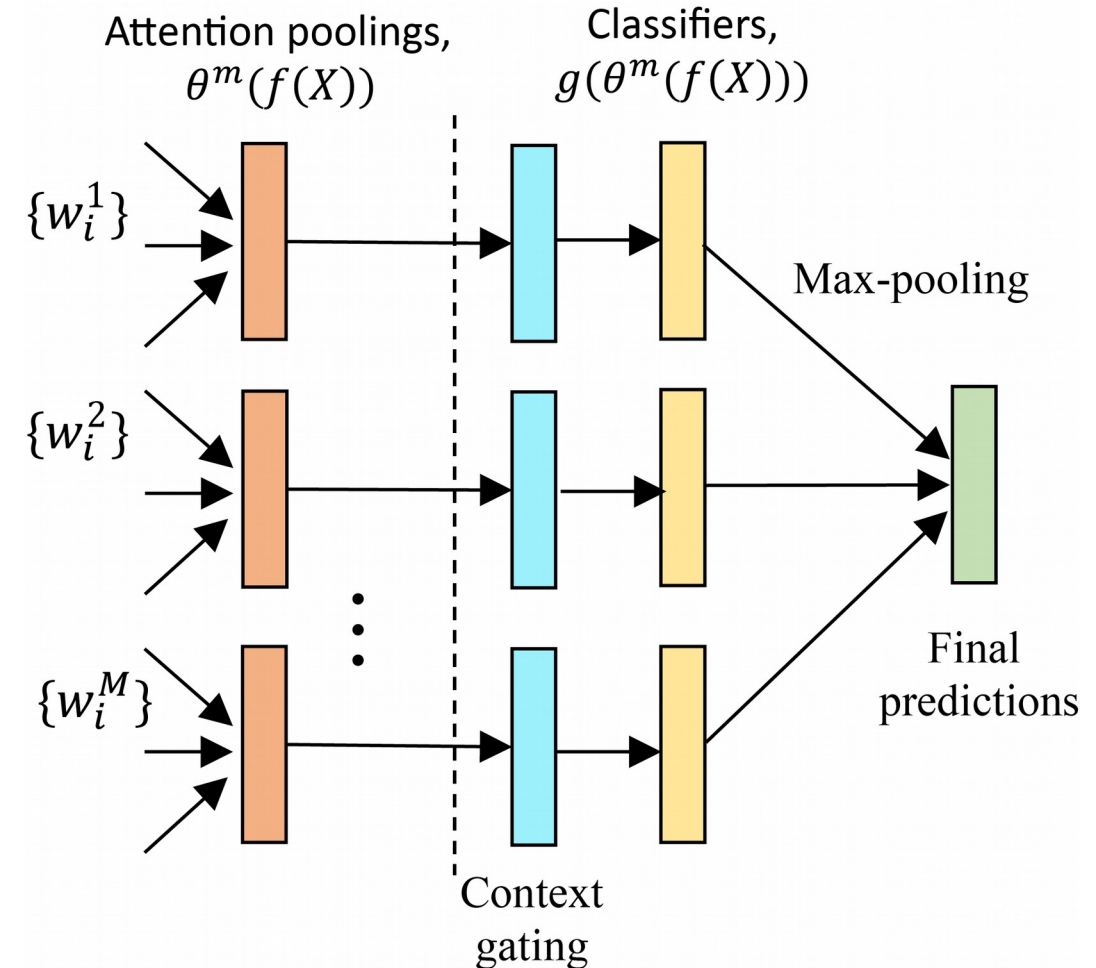 Attention poolings,
θ^m(f(X))
Classifiers,
g(θ^m(f(X)))
{w_i^1}
Max-pooling
{w_i^2}
Final
predictions
{w_i^M}
Context
gating